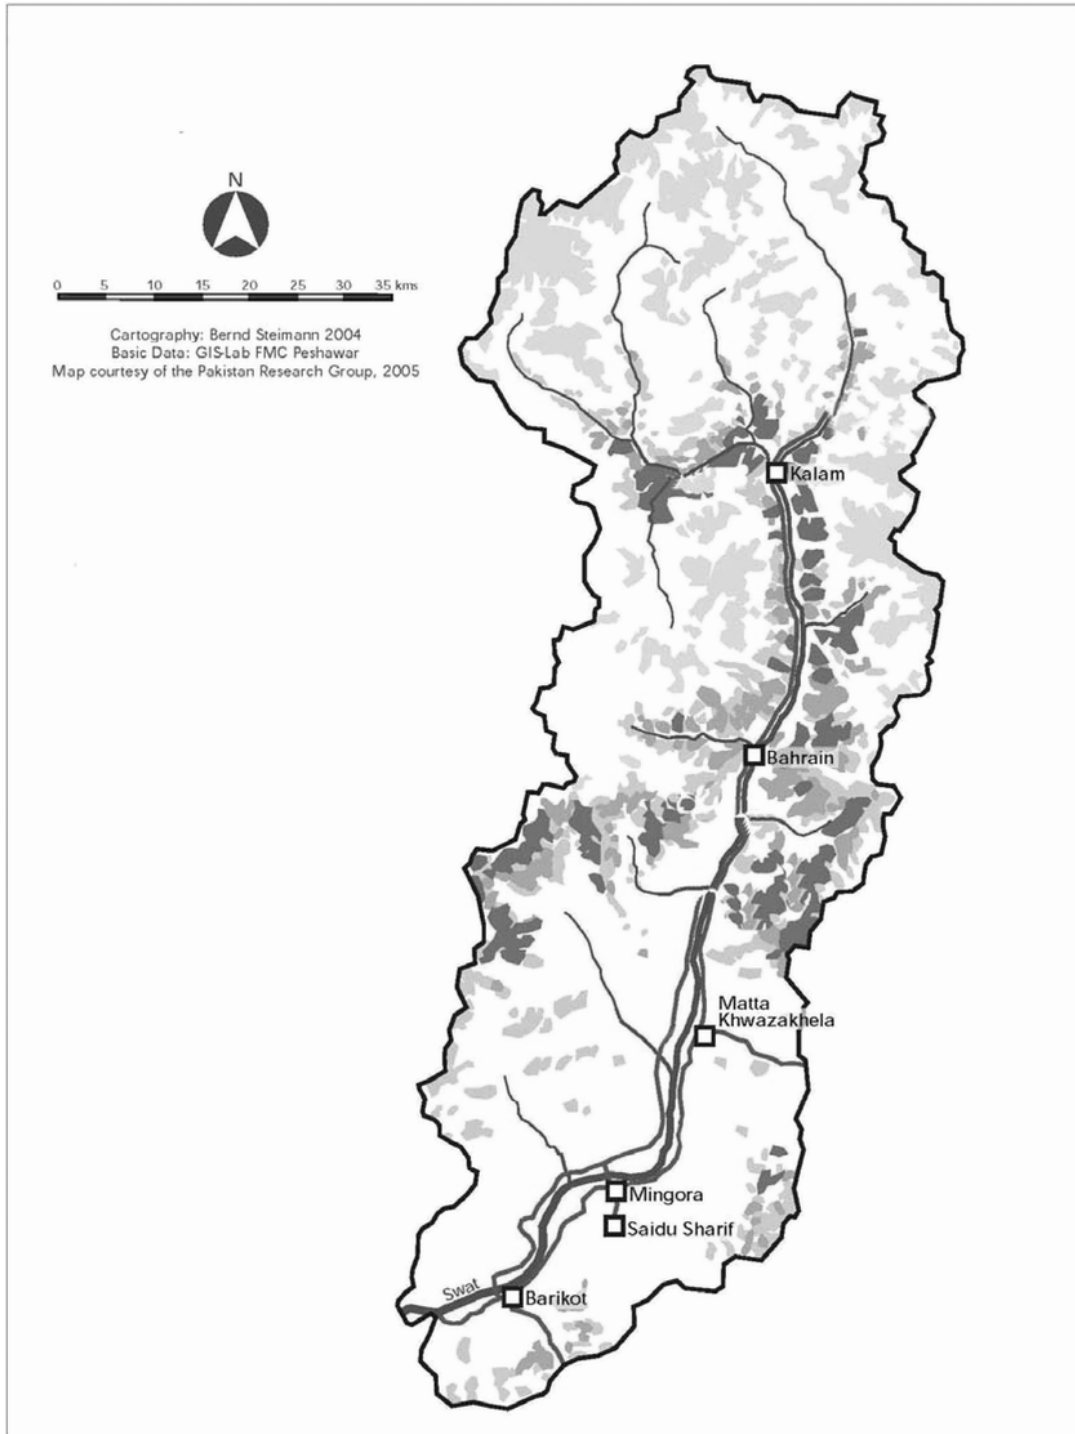 N
0 5 10 15 20 25 30 35 kms
Cartography: Bernd Steimann 2004
Basic Data: GIS-Lab FMC Peshawar
Map courtesy of the Pakistan Research Group, 2005
Kalam
Bahrain
Matta
Khwazakhela
Mingora
Saidu Sharif
Swat
Barikot